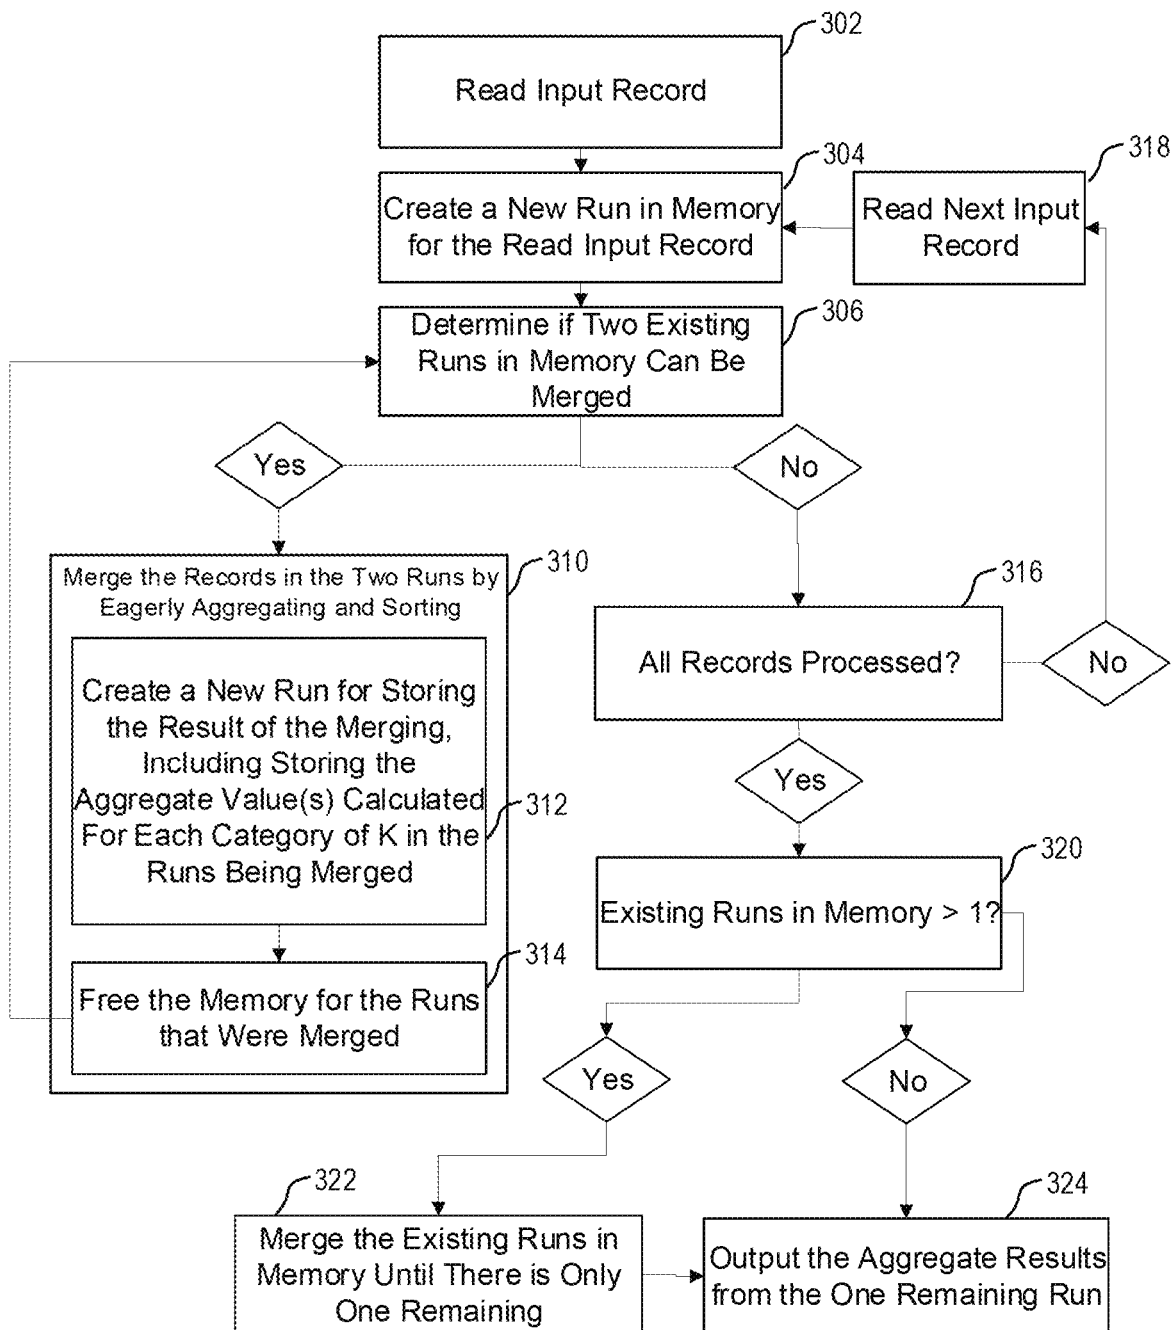 302
Read Input Record
304
318
Create a New Run in Memory
for the Read Input Record
Read Next Input
Record
306
Determine if Two Existing
Runs in Memory Can Be
Merged
Yes
No
310
Merge the Records in the Two Runs by
Eagerly Aggregating and Sorting
316
All Records Processed?
No
Create a New Run for Storing
the Result of the Merging,
Including Storing the
Aggregate Value(s) Calculated
For Each Category of K in the
Runs Being Merged
312
Yes
320
Existing Runs in Memory > 1?
314
Free the Memory for the Runs
that Were Merged
Yes
No
322
Merge the Existing Runs in
Memory Until There is Only
One Remaining
324
Output the Aggregate Results
from the One Remaining Run